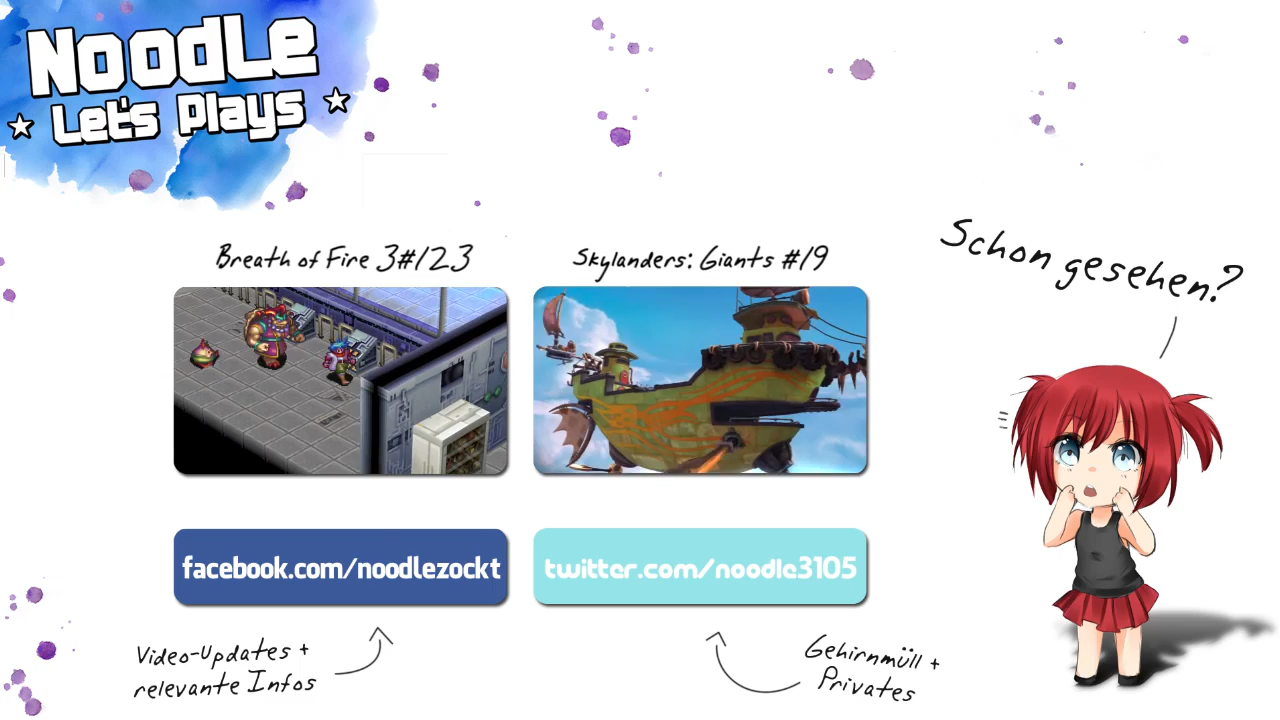 Noodle
Let's Plays
Breath of Fire 3#123
Skylanders: Giants #19
Schon gesehen?
facebook.com/noodlezockt
twitter.com/noodle3105
Video-Updates +
relevante Infos
Gehirnmüll +
Privates